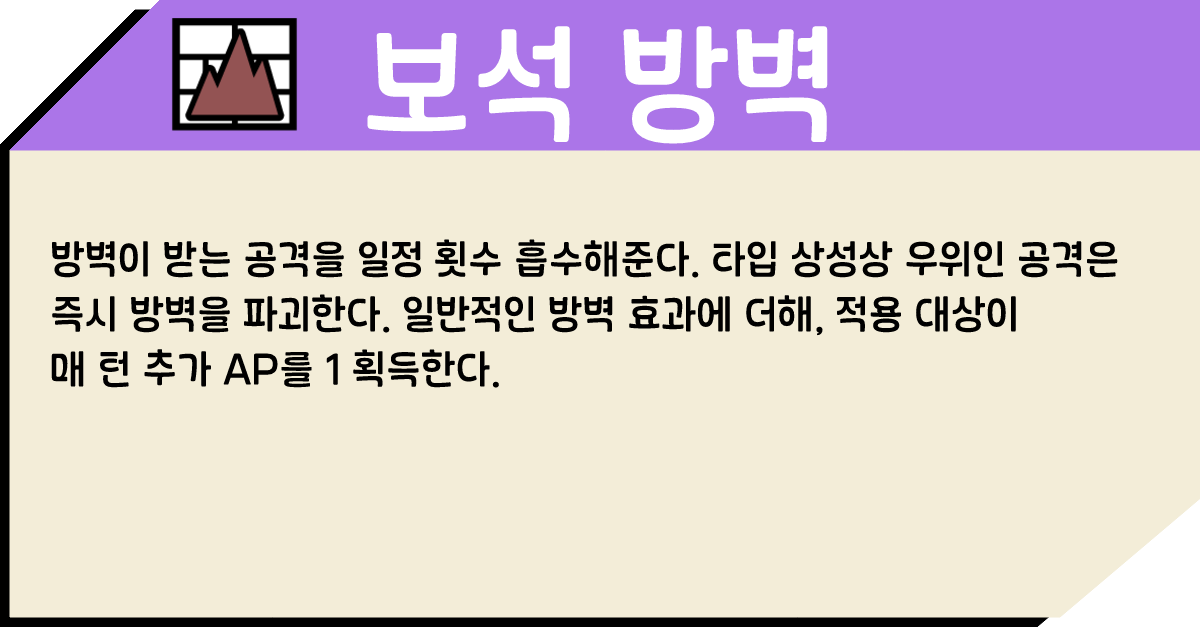 보석 방벽
방벽이 받는 공격을 일정 횟수 흡수해준다. 타입 상성상 우위인 공격은
즉시 방벽을 파괴한다. 일반적인 방벽 효과에 더해, 적용 대상이
매 턴 추가 AP를 1 획득한다.